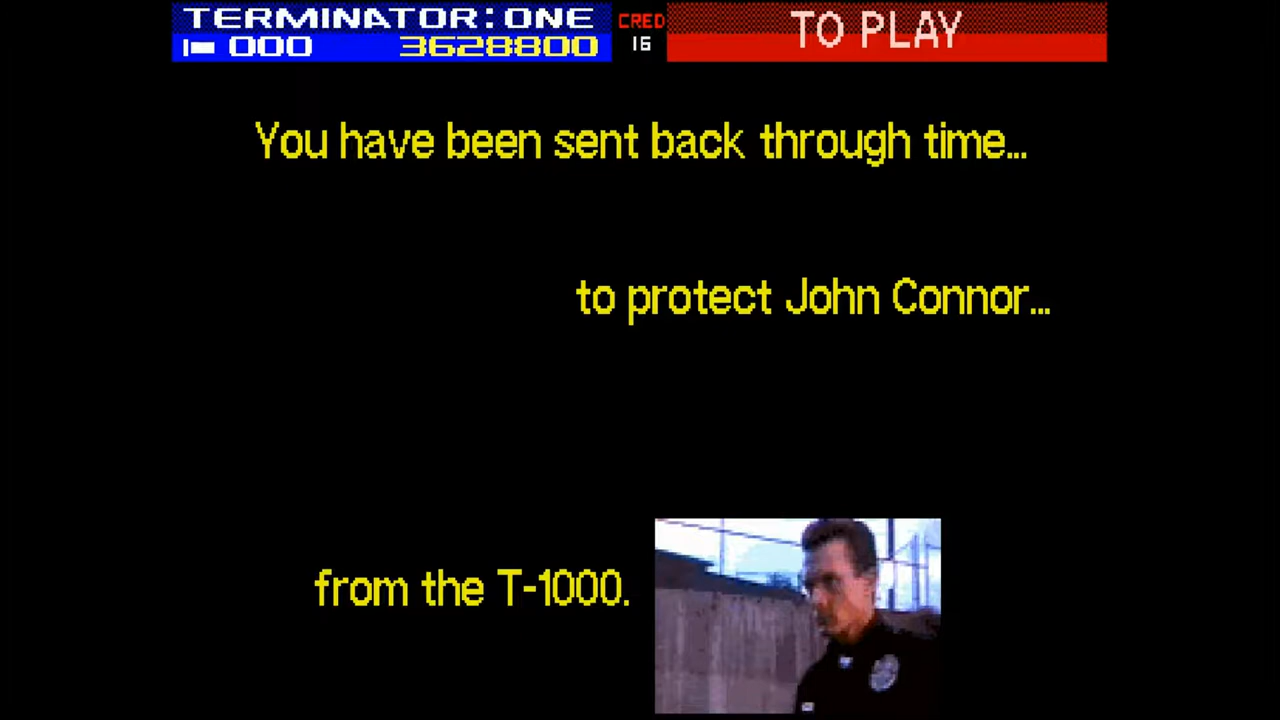 TERMINATOR:ONE
000 3628800
CRED
16
TO PLAY
You have been sent back through time...
to protect John Connor...
from the T-1000.